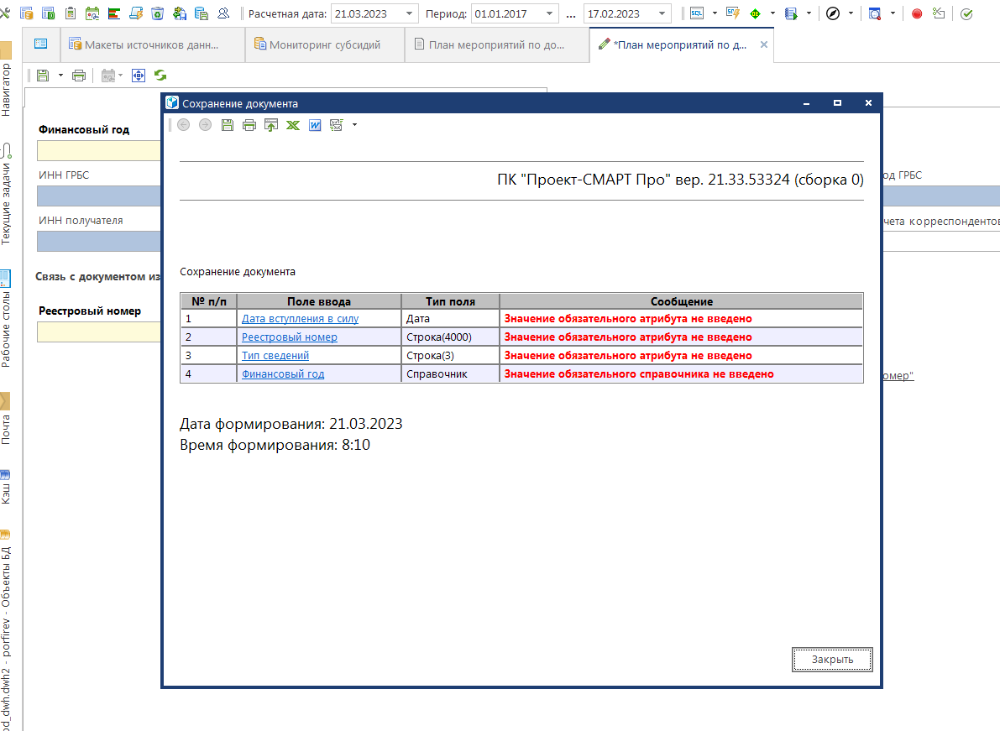 Расчетная дата: 21.03.2023 Период: 01.01.2017 ... 17.02.2023
SQL
Макеты источников данн...
Мониторинг субсидий
План мероприятий по до...
*План мероприятий по д...
Навигатор
Текущие задачи
Рабочие столы
Почта
Кэш
od_dwh.dwh2 - porfirev - Объекты БД
Финансовый год
ИНН ГРБС
од ГРБС
ИНН получателя
чета корреспондентов
Связь с документом из
Реестровый номер
омер"
Сохранение документа
ПК "Проект-СМАРТ Про" вер. 21.33.53324 (сборка 0)
Сохранение документа
№ п/п Поле ввода Тип поля Сообщение
1 Дата вступления в силу Дата Значение обязательного атрибута не введено
2 Реестровый номер Строка(4000) Значение обязательного атрибута не введено
3 Тип сведений Строка(3) Значение обязательного атрибута не введено
4 Финансовый год Справочник Значение обязательного справочника не введено
Дата формирования: 21.03.2023
Время формирования: 8:10
Закрыть